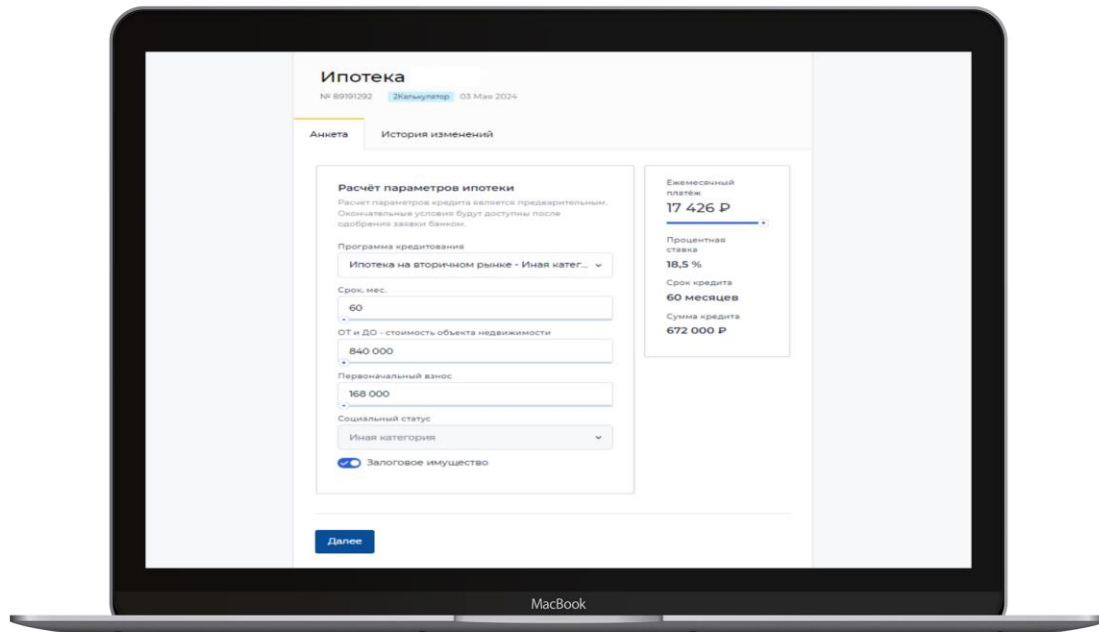 Ипотека
№ 89191292 2Калькулятор 03 Мая 2024
Анкета История изменений
Расчёт параметров ипотеки
Расчет параметров кредита является предварительным.
Окончательные условия будут доступны после
одобрения заявки банком.
Программа кредитования
Ипотека на вторичном рынке - Иная катег...
Срок, мес.
60
ОТ и ДО - стоимость объекта недвижимости
840 000
Первоначальный взнос
168 000
Социальный статус
Иная категория
Залоговое имущество
Далее
Ежемесячный
платёж
17 426 ₽
Процентная
ставка
18,5 %
Срок кредита
60 месяцев
Сумма кредита
672 000 ₽
MacBook